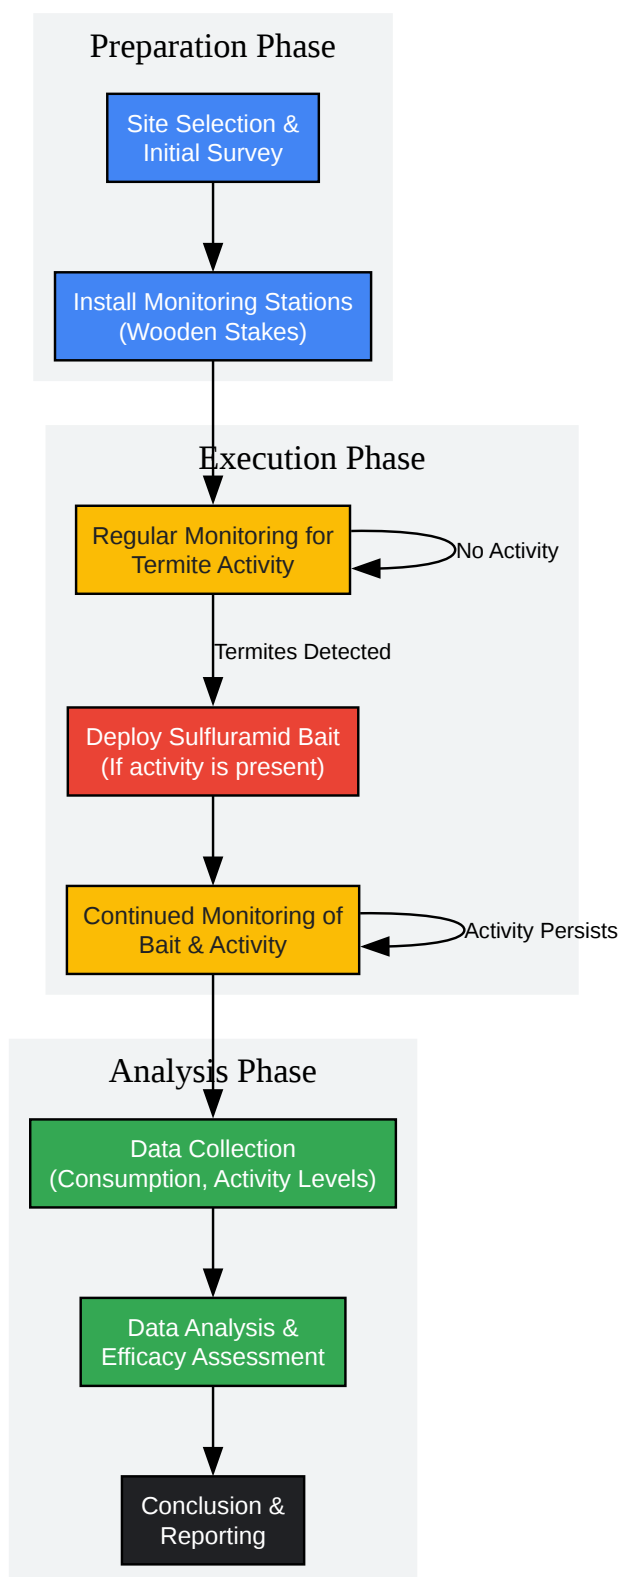 Preparation Phase
Site Selection &
Initial Survey
Install Monitoring Stations
(Wooden Stakes)
Execution Phase
Regular Monitoring for
Termite Activity
No Activity
Termites Detected
Deploy Sulfluramid Bait
(If activity is present)
Continued Monitoring of
Bait & Activity
Activity Persists
Analysis Phase
Data Collection
(Consumption, Activity Levels)
Data Analysis &
Efficacy Assessment
Conclusion &
Reporting